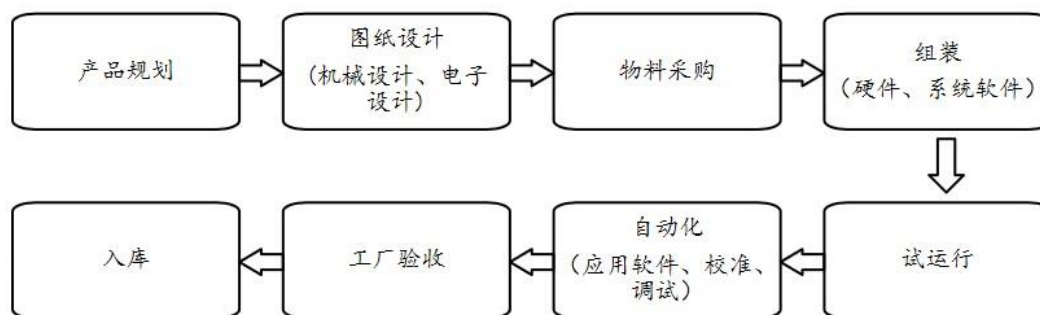 产品规划
图纸设计
(机械设计、电子
设计)
物料采购
组装
(硬件、系统软件)
试运行
自动化
(应用软件、校准、
调试)
工厂验收
入库